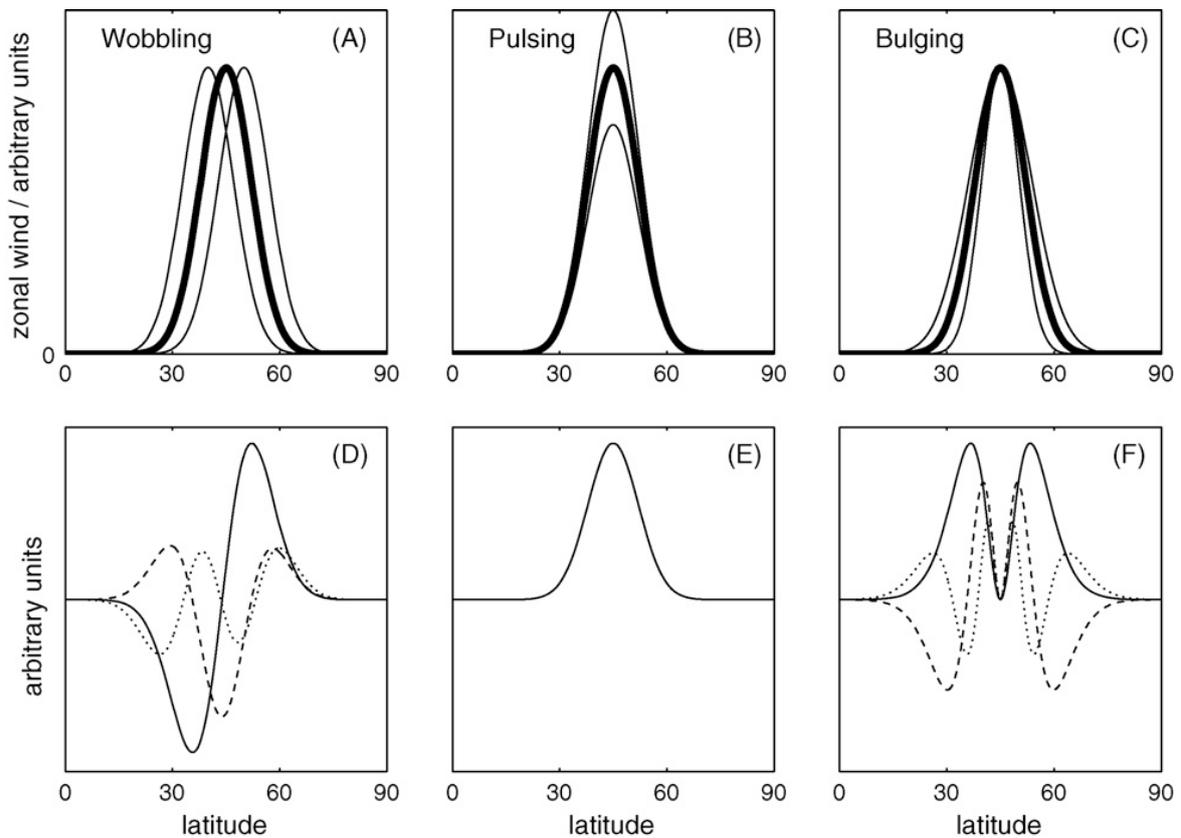 Wobbling (A)
Pulsing (B)
Bulging (C)
zonal wind / arbitrary units
0
0 30 60 90
0 30 60 90
0 30 60 90
(D)
(E)
(F)
arbitrary units
0 30 60 90
0 30 60 90
0 30 60 90
latitude
latitude
latitude